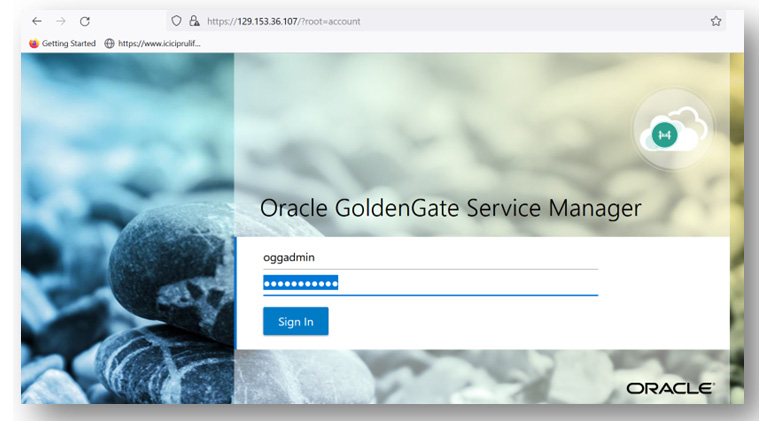 https://129.153.36.107/?root=account
Getting Started https://www.iciciprulif...
Oracle GoldenGate Service Manager
oggadmin
•••••••••••
Sign In
ORACLE